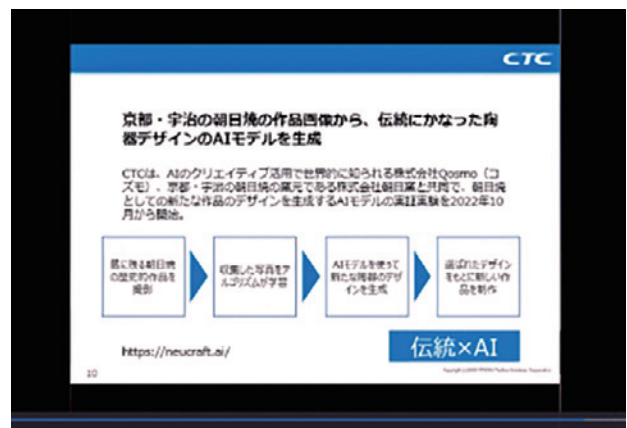 CTC
京都・宇治の朝日焼の作品画像から、伝統にかなった陶
器デザインのAIモデルを生成
CTCは、AIのクリエイティブ活用で世界的に知られる株式会社Qosmo（コ
ズモ）、京都・宇治の朝日焼の窯元である株式会社朝日窯と共同で、朝日焼
としての新たな作品のデザインを生成するAIモデルの実証実験を2022年10
月から開始。
蔵に残る朝日焼
の歴史的作品を
撮影
収集した写真をア
ルゴリズムが学習
AIモデルを使って
新たな陶器のデザ
インを生成
選ばれたデザイン
をもとに新しい作
品を制作
https://neucraft.ai/
伝統×AI
10